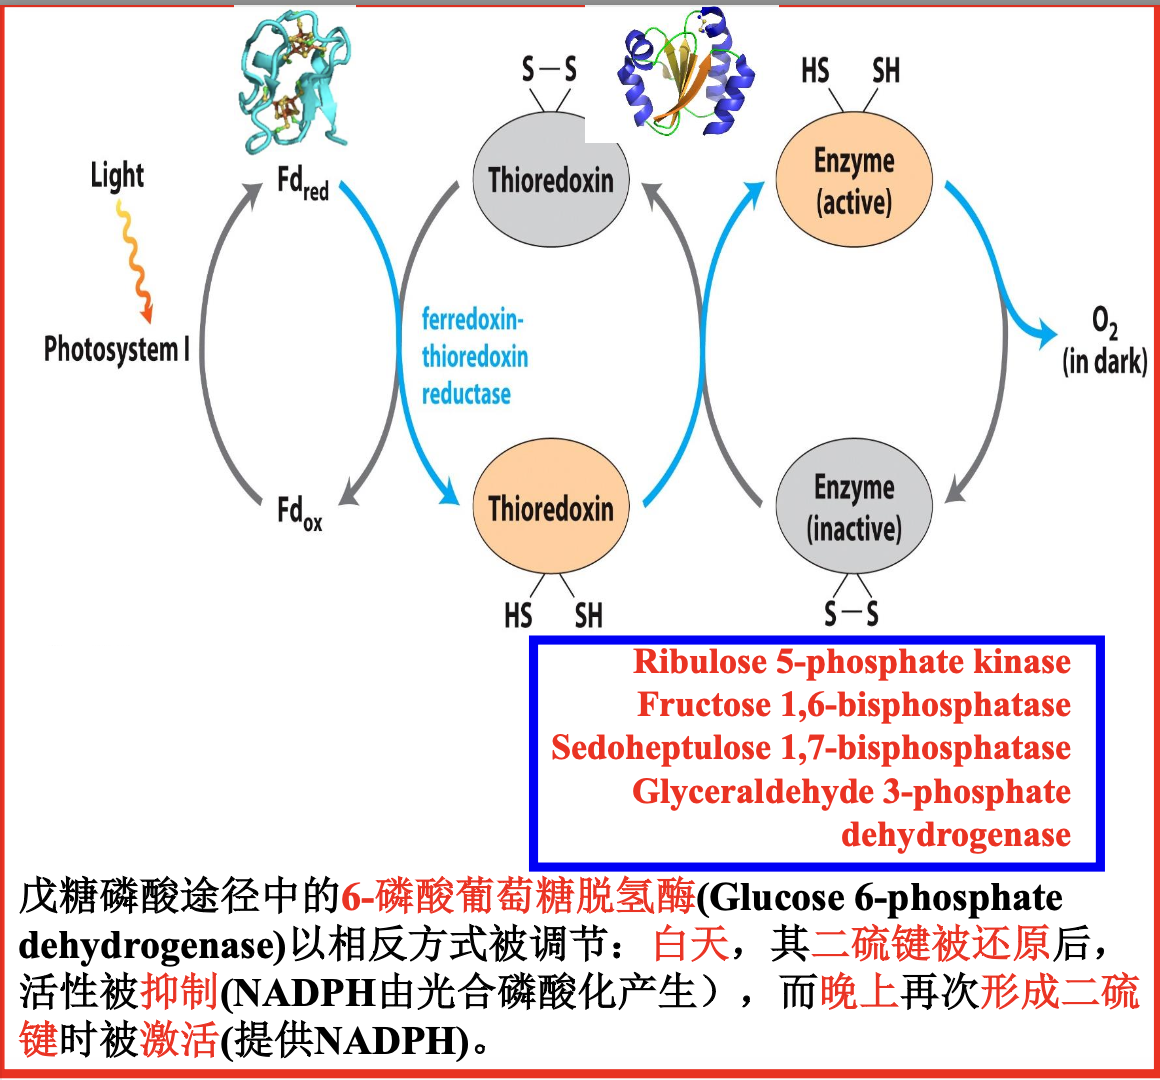 S–S
HS SH
Light
Fd red
Thioredoxin
Enzyme
(active)
ferredoxin-
thioredoxin
reductase
Photosystem I
O2
(in dark)
Fd ox
Thioredoxin
Enzyme
(inactive)
HS SH
S–S
Ribulose 5-phosphate kinase
Fructose 1,6-bisphosphatase
Sedoheptulose 1,7-bisphosphatase
Glyceraldehyde 3-phosphate
dehydrogenase
戊糖磷酸途径中的6-磷酸葡萄糖脱氢酶(Glucose 6-phosphate
dehydrogenase)以相反方式被调节：白天，其二硫键被还原后，
活性被抑制(NADPH由光合磷酸化产生），而晚上再次形成二硫
键时被激活(提供NADPH)。